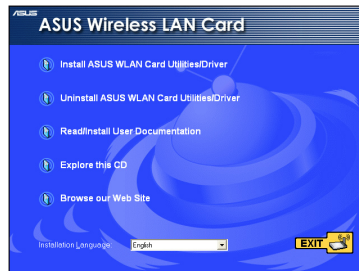 ASUS
ASUS Wireless LAN Card
Install ASUS WLAN Card Utilities/Driver
Uninstall ASUS WLAN Card Utilities/Driver
Read/Install User Documentation
Explore this CD
Browse our Web Site
Installation Language: English
EXIT